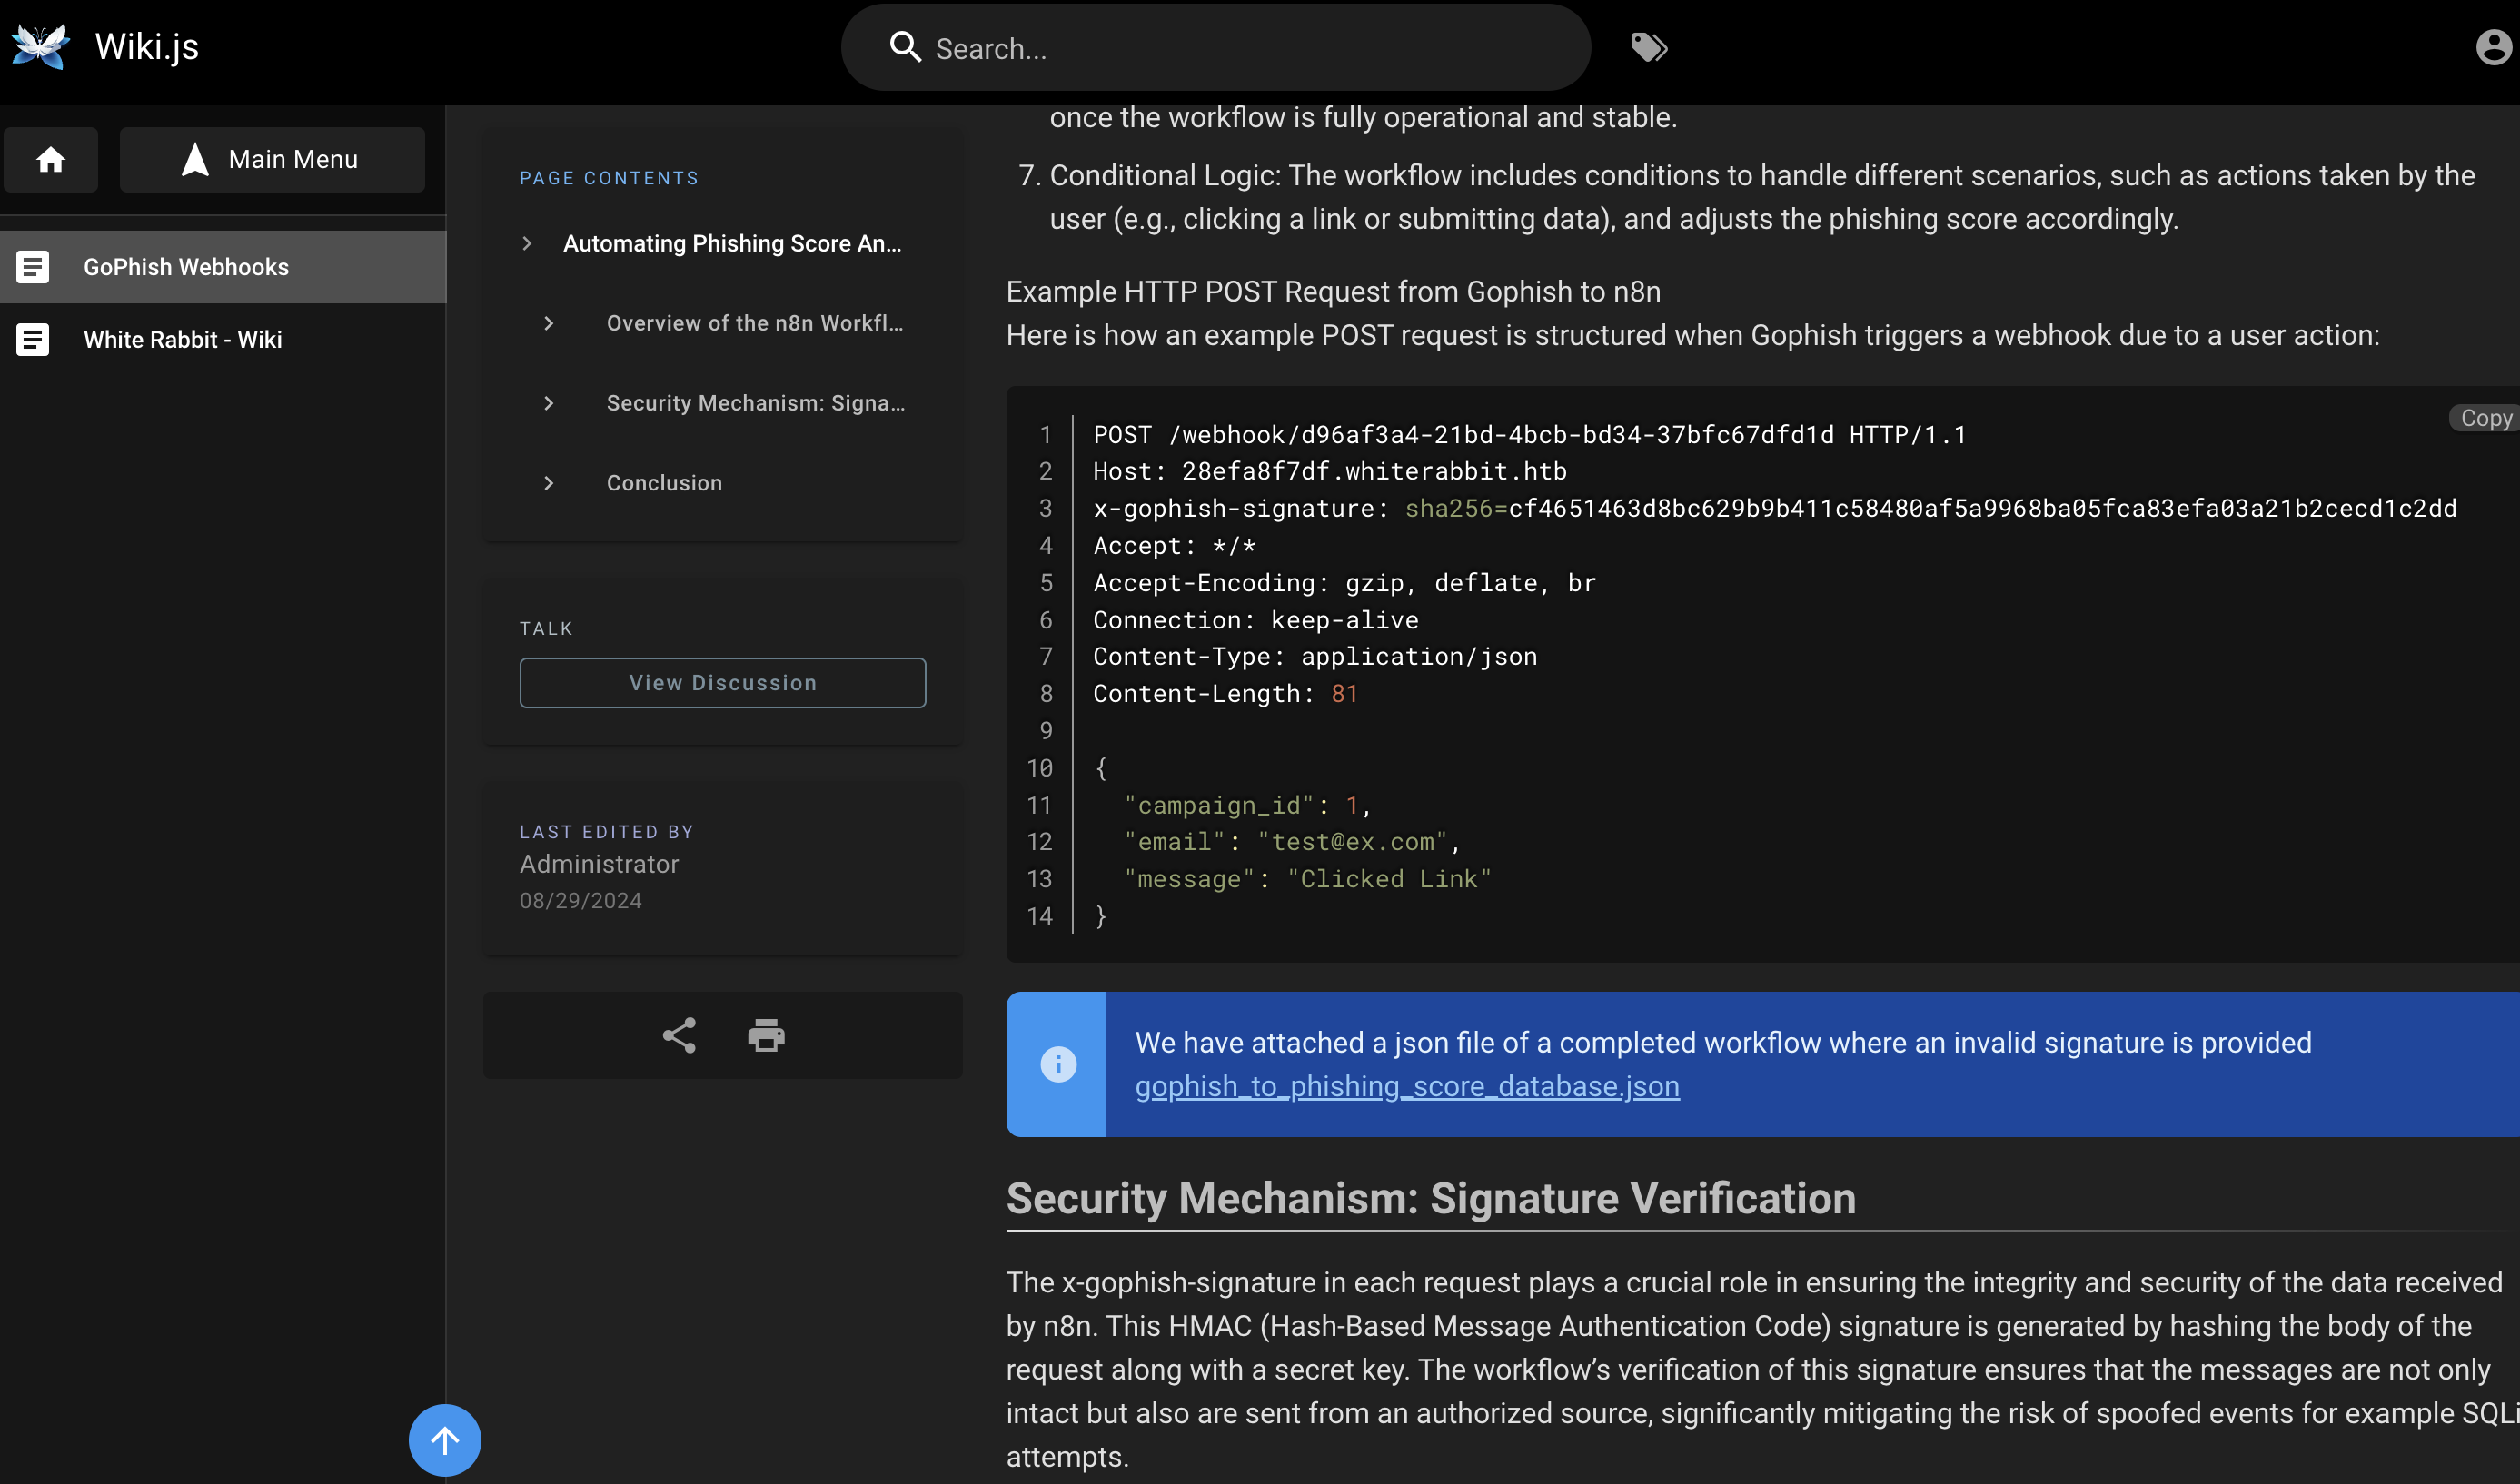 Wiki.js
Search...
Main Menu
GoPhish Webhooks
White Rabbit - Wiki
PAGE CONTENTS
Automating Phishing Score An...
Overview of the n8n Workfl...
Security Mechanism: Signa...
Conclusion
TALK
View Discussion
LAST EDITED BY
Administrator
08/29/2024
once the workflow is fully operational and stable.
7. Conditional Logic: The workflow includes conditions to handle different scenarios, such as actions taken by the
user (e.g., clicking a link or submitting data), and adjusts the phishing score accordingly.
Example HTTP POST Request from Gophish to n8n
Here is how an example POST request is structured when Gophish triggers a webhook due to a user action:
Copy
1 POST /webhook/d96af3a4-21bd-4bcb-bd34-37bfc67dfd1d HTTP/1.1
2 Host: 28efa8f7df.whiterabbit.htb
3 x-gophish-signature: sha256=cf4651463d8bc629b9b411c58480af5a9968ba05fca83efa03a21b2cecd1c2dd
4 Accept: */*
5 Accept-Encoding: gzip, deflate, br
6 Connection: keep-alive
7 Content-Type: application/json
8 Content-Length: 81
9
10 {
11 "campaign_id": 1,
12 "email": "test@ex.com",
13 "message": "Clicked Link"
14 }
We have attached a json file of a completed workflow where an invalid signature is provided
gophish_to_phishing_score_database.json
Security Mechanism: Signature Verification
The x-gophish-signature in each request plays a crucial role in ensuring the integrity and security of the data received
by n8n. This HMAC (Hash-Based Message Authentication Code) signature is generated by hashing the body of the
request along with a secret key. The workflow's verification of this signature ensures that the messages are not only
intact but also are sent from an authorized source, significantly mitigating the risk of spoofed events for example SQLi
attempts.